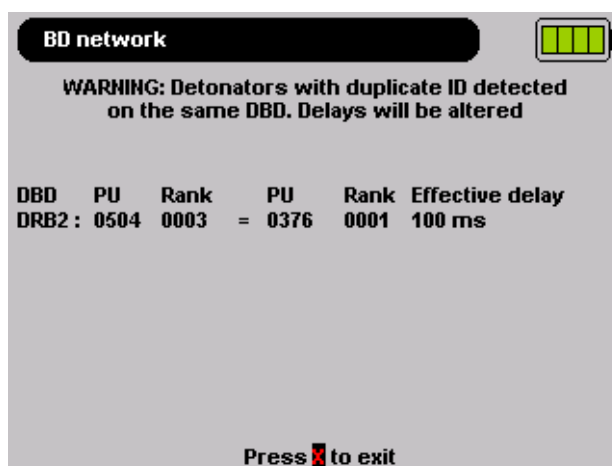 BD network
WARNING: Detonators with duplicate ID detected
on the same DBD. Delays will be altered
DBD PU Rank PU Rank Effective delay
DRB2 : 0504 0003 = 0376 0001 100 ms
Press X to exit